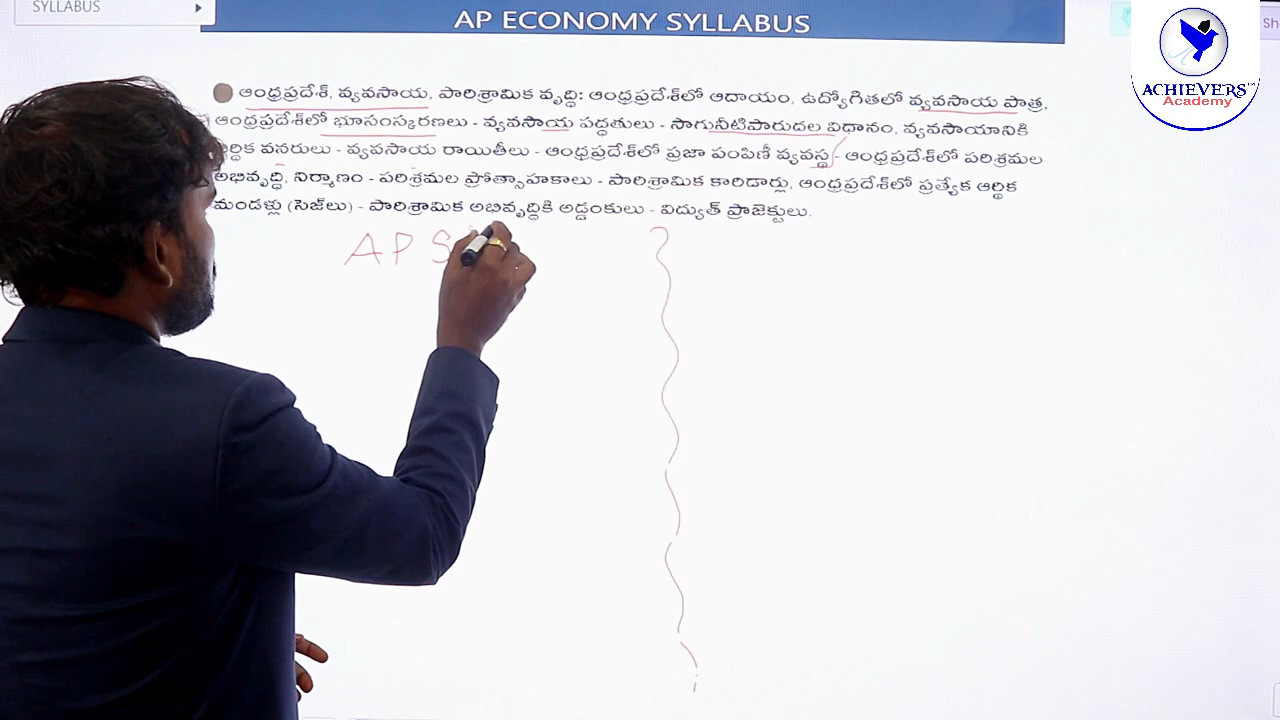 SYLLABUS
AP ECONOMY SYLLABUS
Sh
ACHIEVERS
Academy
ఆంధ్రప్రదేశ్, వ్యవసాయ, పారిశ్రామిక వృద్ధి: ఆంధ్రప్రదేశ్‌లో ఆదాయం, ఉద్యోగితలో వ్యవసాయ పాత్ర,
ఆంధ్రప్రదేశ్‌లో భూసంస్కరణలు - వ్యవసాయ పద్ధతులు - సాగునీటిపారుదల విధానం, వ్యవసాయానికి
వనరులు - వ్యవసాయ రాయితీలు - ఆంధ్రప్రదేశ్‌లో ప్రజా పంపిణీ వ్యవస్థ - ఆంధ్రప్రదేశ్‌లో పరిశ్రమల
అభివృద్ధి, నిర్మాణం - పరిశ్రమల ప్రోత్సాహకాలు - పారిశ్రామిక కారిడార్లు, ఆంధ్రప్రదేశ్‌లో ప్రత్యేక ఆర్థిక
మండళ్లు (సెజ్‌లు) - పారిశ్రామిక అభివృద్ధికి అడ్డంకులు - విద్యుత్ ప్రాజెక్టులు.
AP S